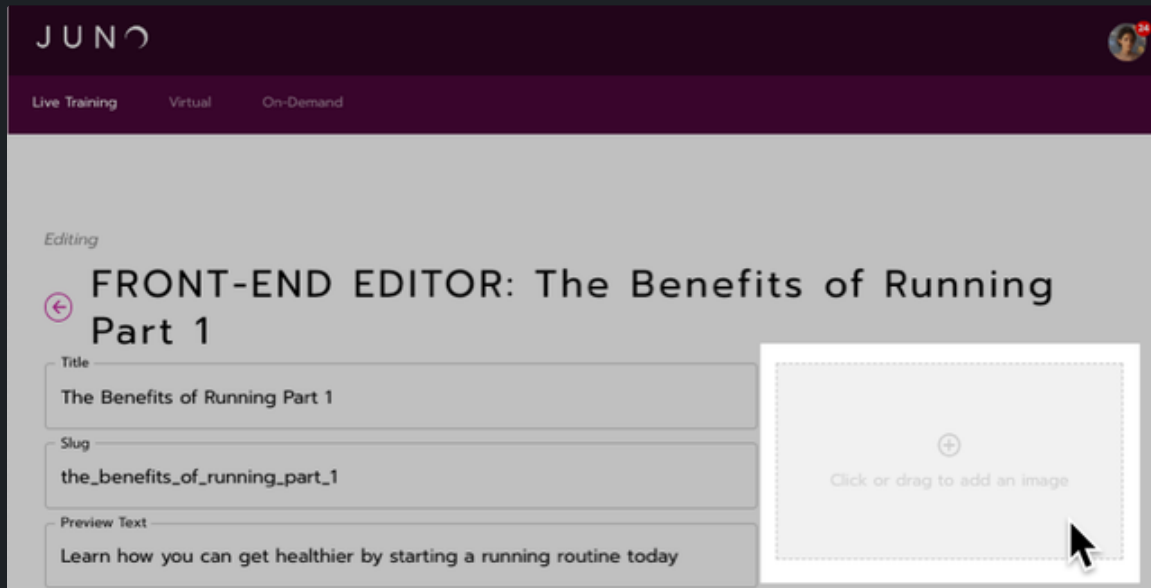 JUNO
24
Live Training Virtual On-Demand
Editing
FRONT-END EDITOR: The Benefits of Running
Part 1
Title
The Benefits of Running Part 1
Slug
the_benefits_of_running_part_1
Preview Text
Learn how you can get healthier by starting a running routine today
Click or drag to add an image